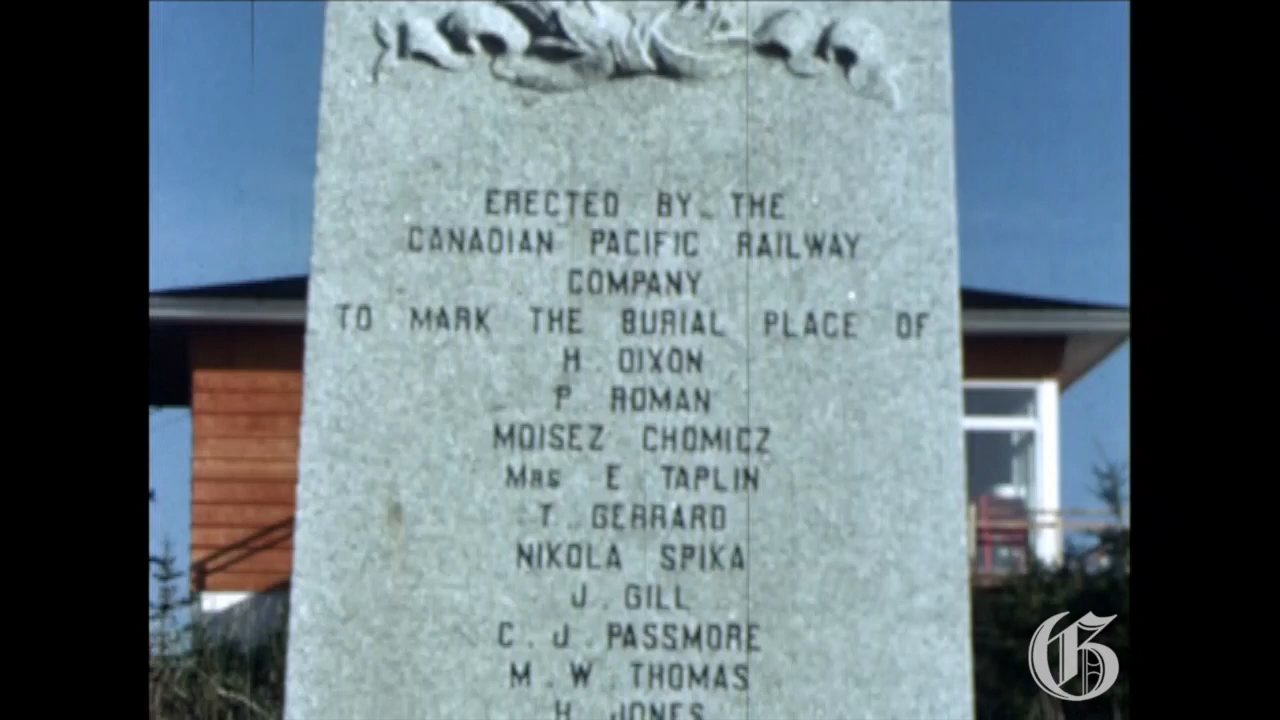 ERECTED BY THE
CANADIAN PACIFIC RAILWAY
COMPANY
TO MARK THE BURIAL PLACE OF
H. DIXON
P. ROMAN
MOISEZ CHOMICZ
Mrs E TAPLIN
T. GERRARD
NIKOLA SPIKA
J. GILL
C. J. PASSMORE
M. W. THOMAS
H. JONES
G